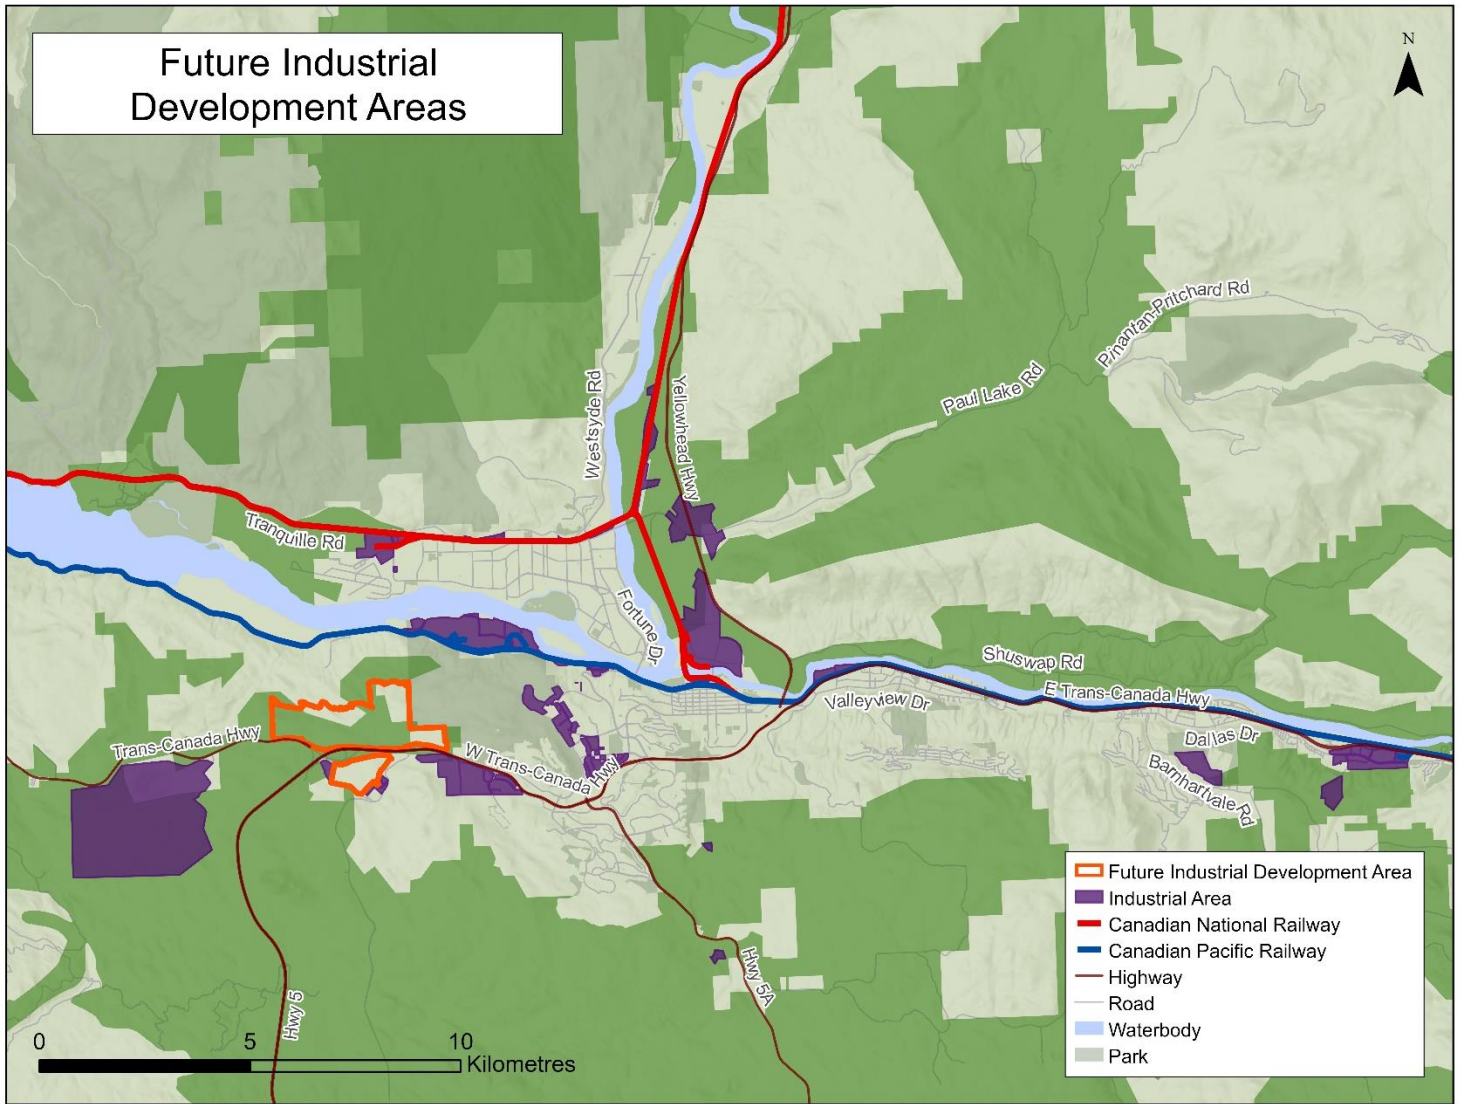 Future Industrial
Development Areas
N
Pinantan-Pritchard Rd
Paul Lake Rd
Westsyde Rd
Yellowhead Hwy
Tranquille Rd
Fortune Dr
Shuswap Rd
E Trans-Canada Hwy
Valleyview Dr
Trans-Canada Hwy
W Trans-Canada Hwy
Dallas Dr
Barnhartvale Rd
Hwy 5
Hwy 5A
Future Industrial Development Area
Industrial Area
Canadian National Railway
Canadian Pacific Railway
Highway
Road
Waterbody
Park
0 5 10
Kilometres